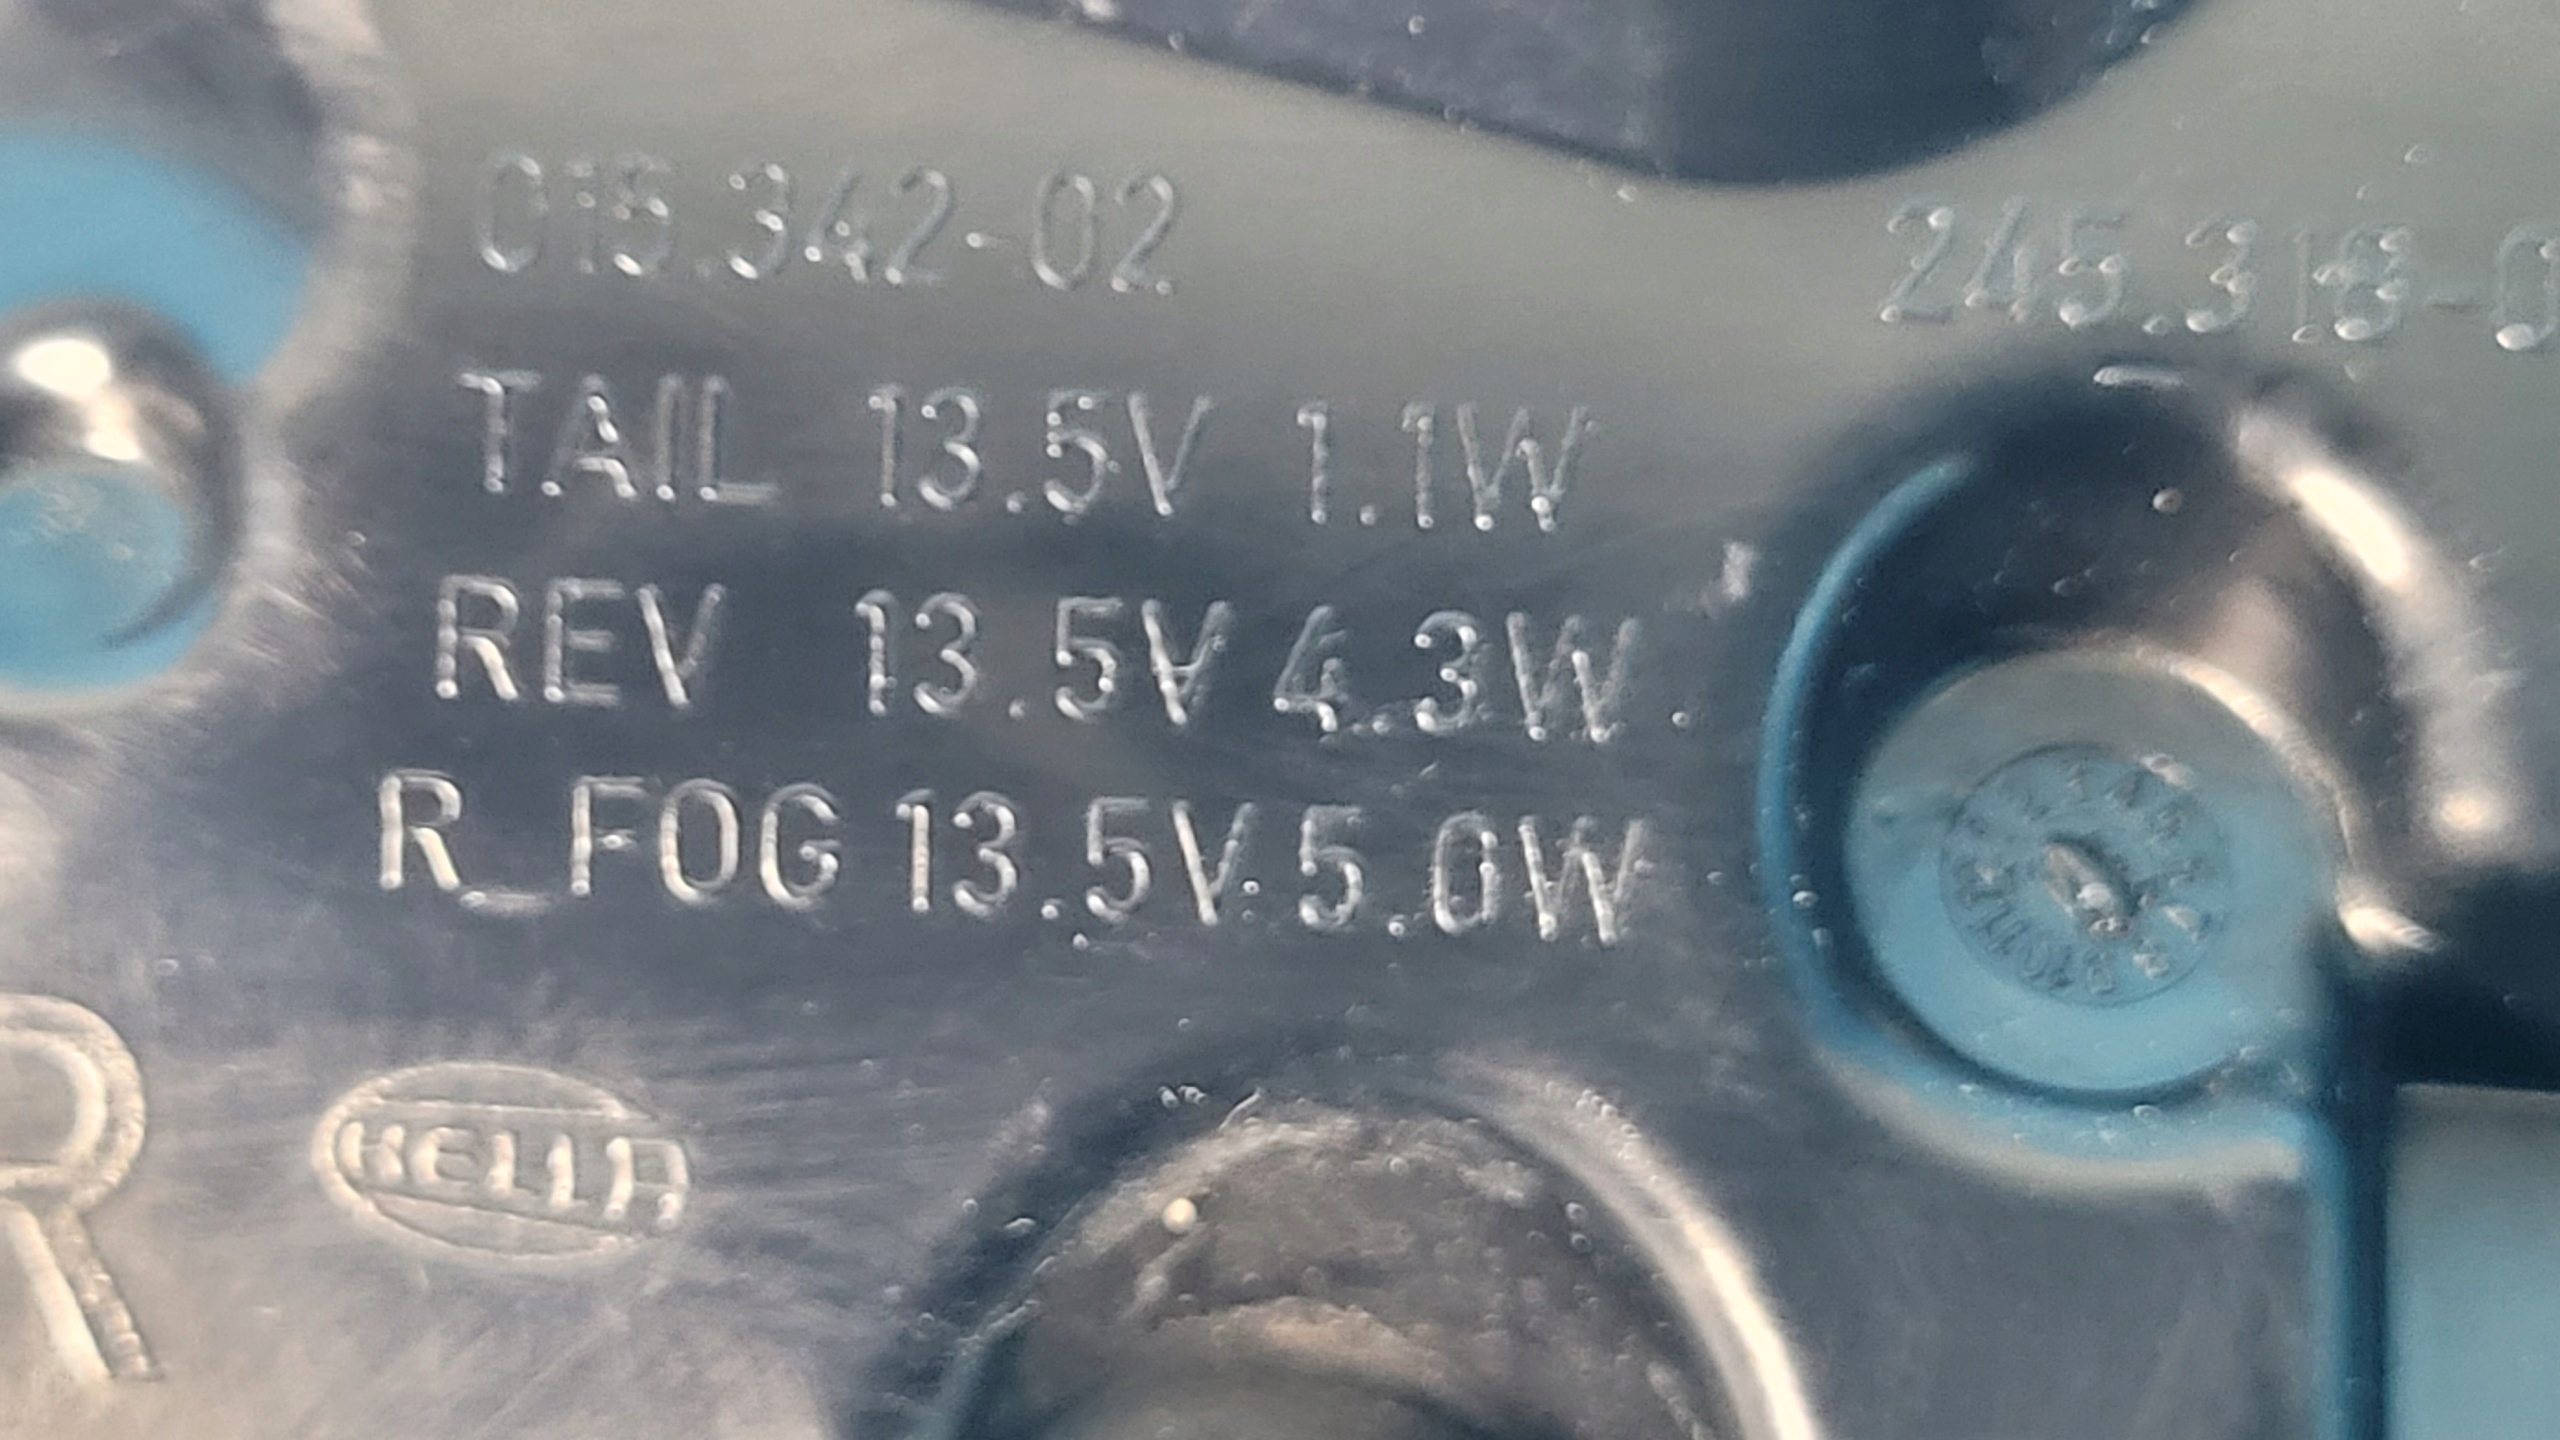 015.342-02
TAIL 13.5V 1.1W
REV 13.5V 4.3W
R_FOG 13.5V 5.0W
R
HELLA